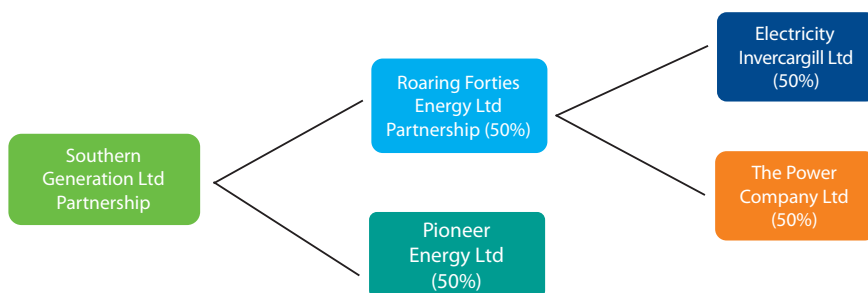 Southern
Generation Ltd
Partnership
Roaring Forties
Energy Ltd
Partnership (50%)
Pioneer
Energy Ltd
(50%)
Electricity
Invercargill Ltd
(50%)
The Power
Company Ltd
(50%)